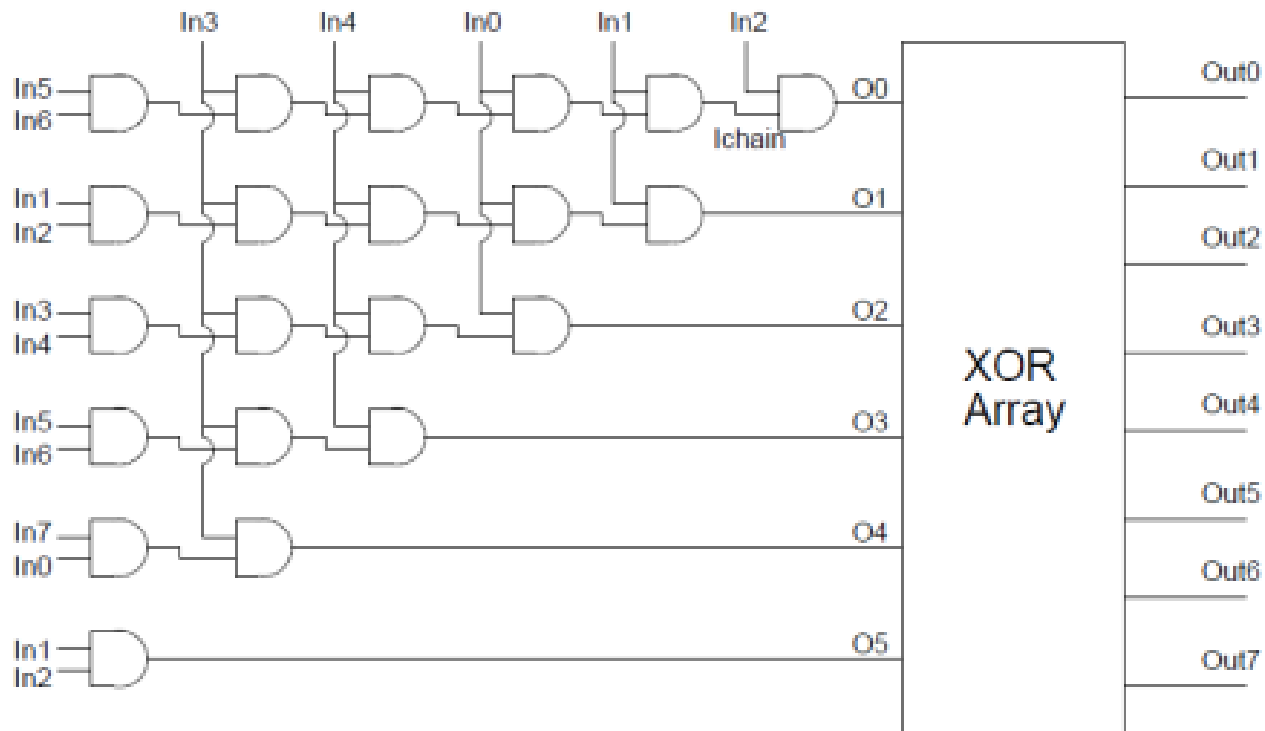 In3 In4 In0 In1 In2
In5 O0 Out0
In6
Ichain
Out1
In1 O1
In2
Out2
In3 O2 Out3
In4
XOR
Array
Out4
In5 O3
In6
Out5
In7 O4
In0
Out6
In1 O5 Out7
In2